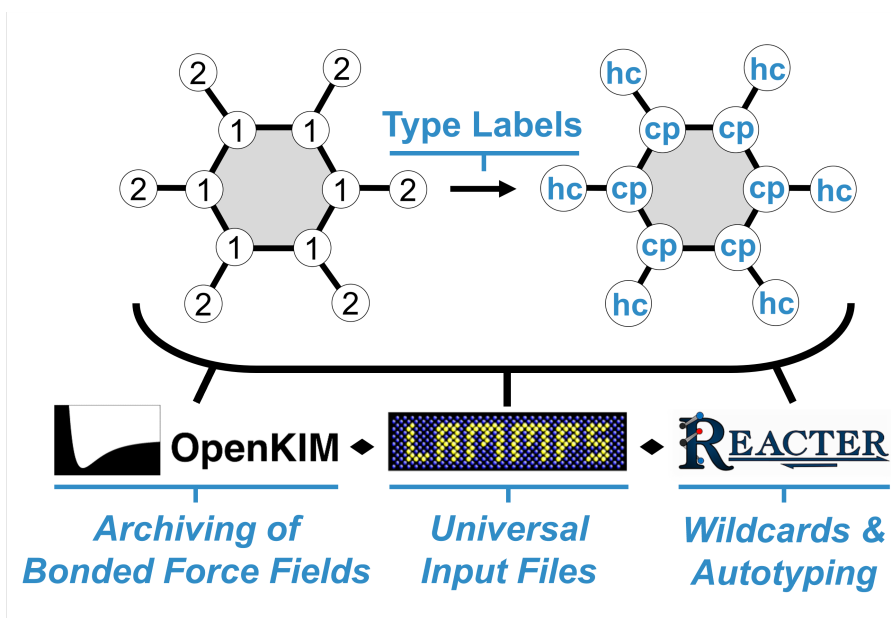 2 2 hc hc
1 1 Type Labels cp cp
2 1 1 2 hc cp cp hc
1 1 cp cp
2 2 hc hc
OpenKIM LAMMPS REACTER
Archiving of Universal Wildcards &
Bonded Force Fields Input Files Autotyping